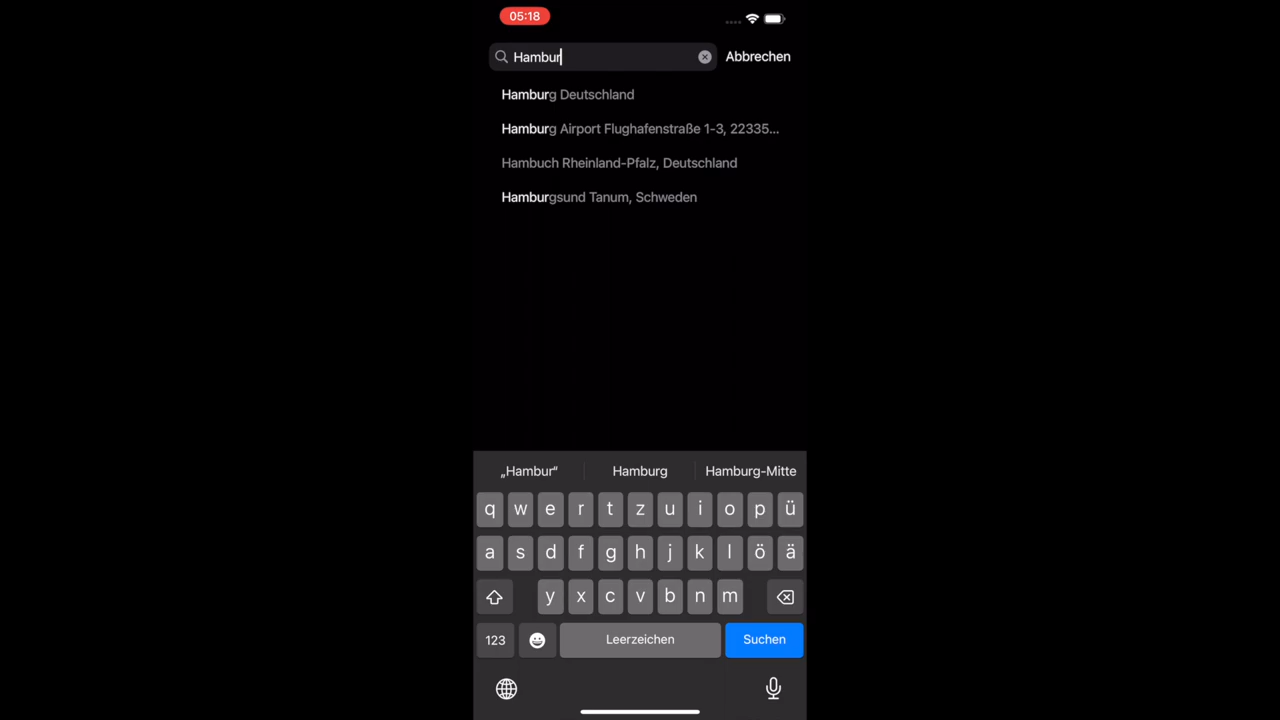 05:18
Hambur
Abbrechen
Hamburg Deutschland
Hamburg Airport Flughafenstraße 1-3, 22335...
Hambuch Rheinland-Pfalz, Deutschland
Hamburgsund Tanum, Schweden
„Hambur“ Hamburg Hamburg-Mitte
q w e r t z u i o p ü
a s d f g h j k l ö ä
y x c v b n m
123 Leerzeichen Suchen